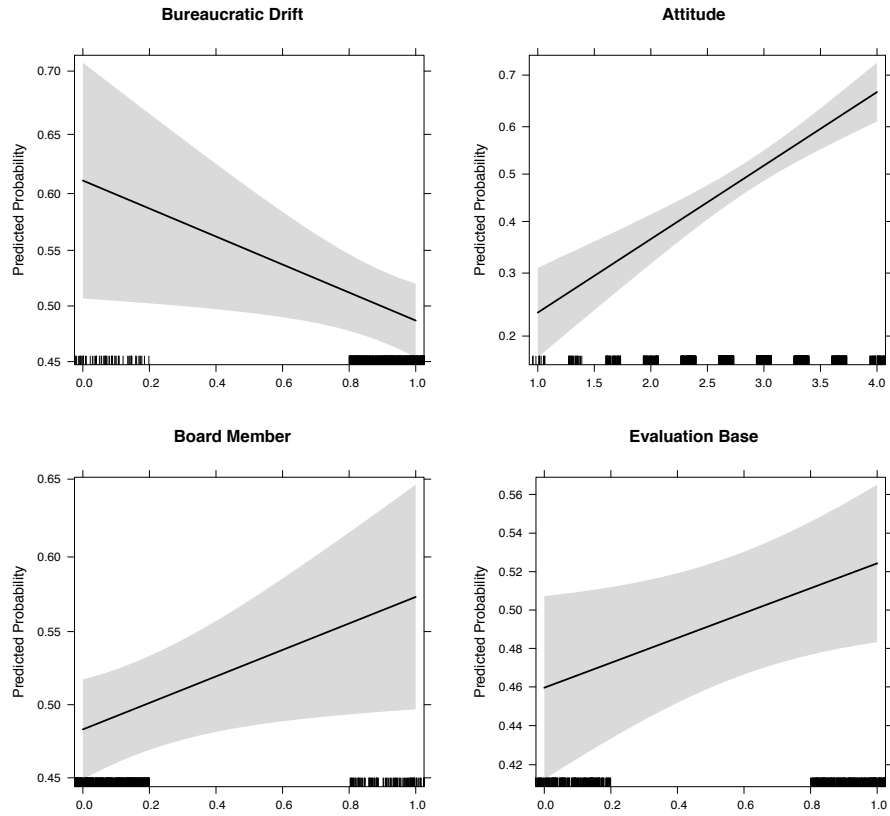 Bureaucratic Drift
Predicted Probability
0.70
0.65
0.60
0.55
0.50
0.45
0.0 0.2 0.4 0.6 0.8 1.0
Attitude
Predicted Probability
0.7
0.6
0.5
0.4
0.3
0.2
1.0 1.5 2.0 2.5 3.0 3.5 4.0
Board Member
Predicted Probability
0.65
0.60
0.55
0.50
0.45
0.0 0.2 0.4 0.6 0.8 1.0
Evaluation Base
Predicted Probability
0.56
0.54
0.52
0.50
0.48
0.46
0.44
0.42
0.0 0.2 0.4 0.6 0.8 1.0